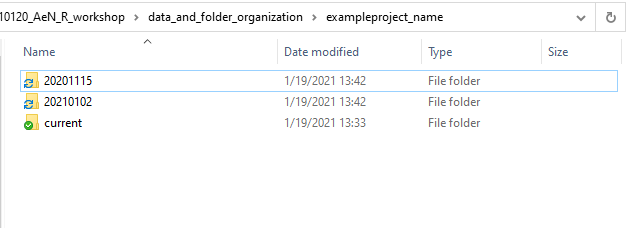 10120_AeN_R_workshop > data_and_folder_organization > exampleproject_name
Name Date modified Type Size
20201115 1/19/2021 13:42 File folder
20210102 1/19/2021 13:42 File folder
current 1/19/2021 13:33 File folder